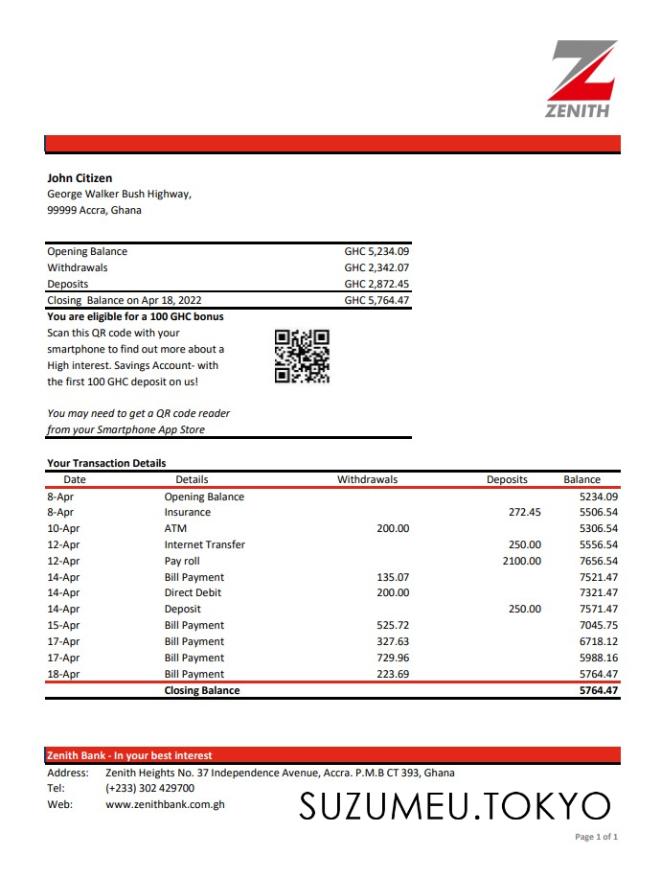 ZENITH
John Citizen
George Walker Bush Highway,
99999 Accra, Ghana
Opening Balance GHC 5,234.09
Withdrawals GHC 2,342.07
Deposits GHC 2,872.45
Closing Balance on Apr 18, 2022 GHC 5,764.47
You are eligible for a 100 GHC bonus
Scan this QR code with your
smartphone to find out more about a
High interest. Savings Account- with
the first 100 GHC deposit on us!
You may need to get a QR code reader
from your Smartphone App Store
Your Transaction Details
Date Details Withdrawals Deposits Balance
8-Apr Opening Balance 5234.09
8-Apr Insurance 272.45 5506.54
10-Apr ATM 200.00 5306.54
12-Apr Internet Transfer 250.00 5556.54
12-Apr Pay roll 2100.00 7656.54
14-Apr Bill Payment 135.07 7521.47
14-Apr Direct Debit 200.00 7321.47
14-Apr Deposit 250.00 7571.47
15-Apr Bill Payment 525.72 7045.75
17-Apr Bill Payment 327.63 6718.12
17-Apr Bill Payment 729.96 5988.16
18-Apr Bill Payment 223.69 5764.47
Closing Balance 5764.47
Zenith Bank - In your best interest
Address: Zenith Heights No. 37 Independence Avenue, Accra. P.M.B CT 393, Ghana
Tel: (+233) 302 429700
Web: www.zenithbank.com.gh
SUZUMEU.TOKYO
Page 1 of 1